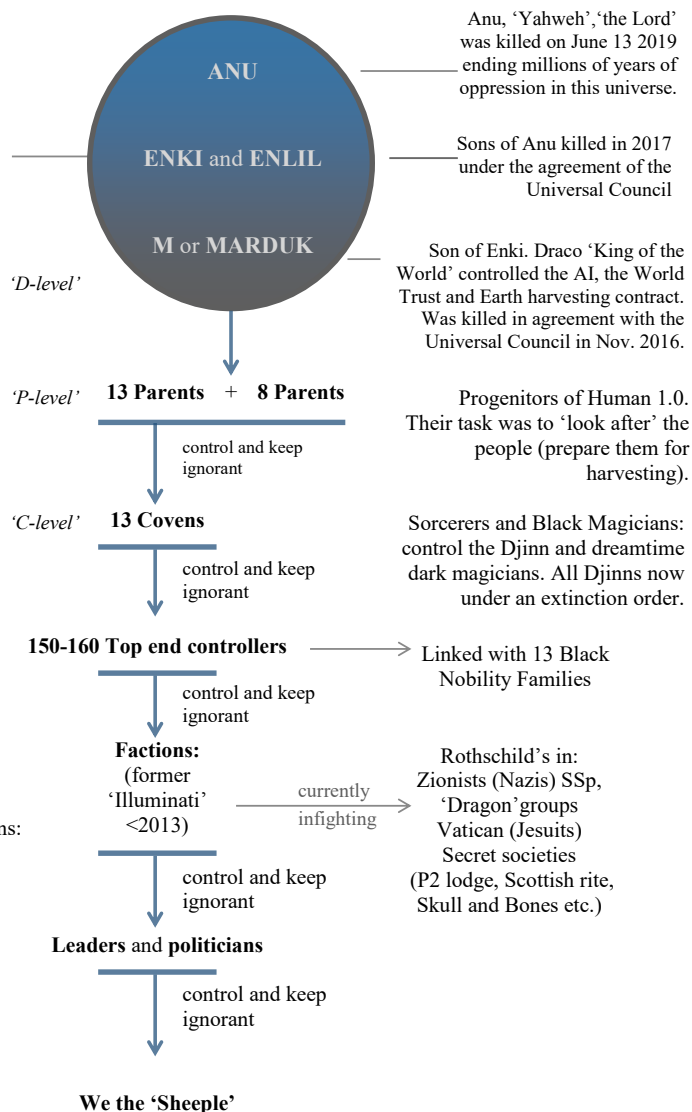 Anu, ‘Yahweh’,‘the Lord’
was killed on June 13 2019
ending millions of years of
oppression in this universe.
ANU
ENKI and ENLIL
Sons of Anu killed in 2017
under the agreement of the
Universal Council
M or MARDUK
Son of Enki. Draco ‘King of the
World’ controlled the AI, the World
Trust and Earth harvesting contract.
Was killed in agreement with the
Universal Council in Nov. 2016.
‘D-level’
‘P-level’ 13 Parents + 8 Parents
Progenitors of Human 1.0.
Their task was to ‘look after’ the
people (prepare them for
harvesting).
control and keep
ignorant
‘C-level’ 13 Covens
Sorcerers and Black Magicians:
control the Djinn and dreamtime
dark magicians. All Djinns now
under an extinction order.
control and keep
ignorant
150-160 Top end controllers
Linked with 13 Black
Nobility Families
control and keep
ignorant
Factions:
(former
‘Illuminati’
<2013)
currently
infighting
Rothschild’s in:
Zionists (Nazis) SSp,
‘Dragon’groups
Vatican (Jesuits)
Secret societies
(P2 lodge, Scottish rite,
Skull and Bones etc.)
ns:
control and keep
ignorant
Leaders and politicians
control and keep
ignorant
We the ‘Sheeple’